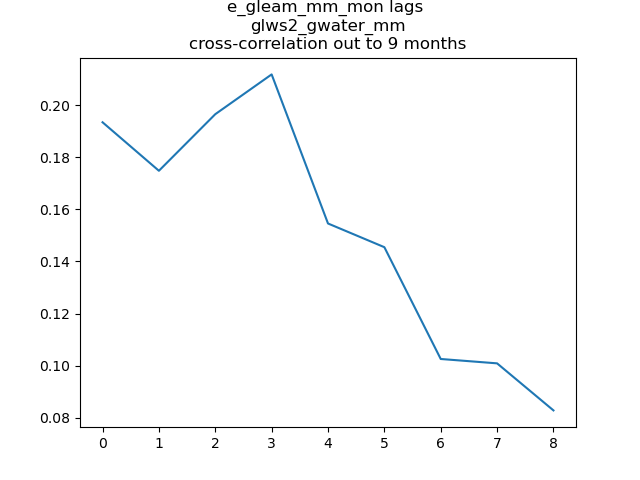 e_gleam_mm_mon lags
glws2_gwater_mm
cross-correlation out to 9 months
0.20
0.18
0.16
0.14
0.12
0.10
0.08
0 1 2 3 4 5 6 7 8